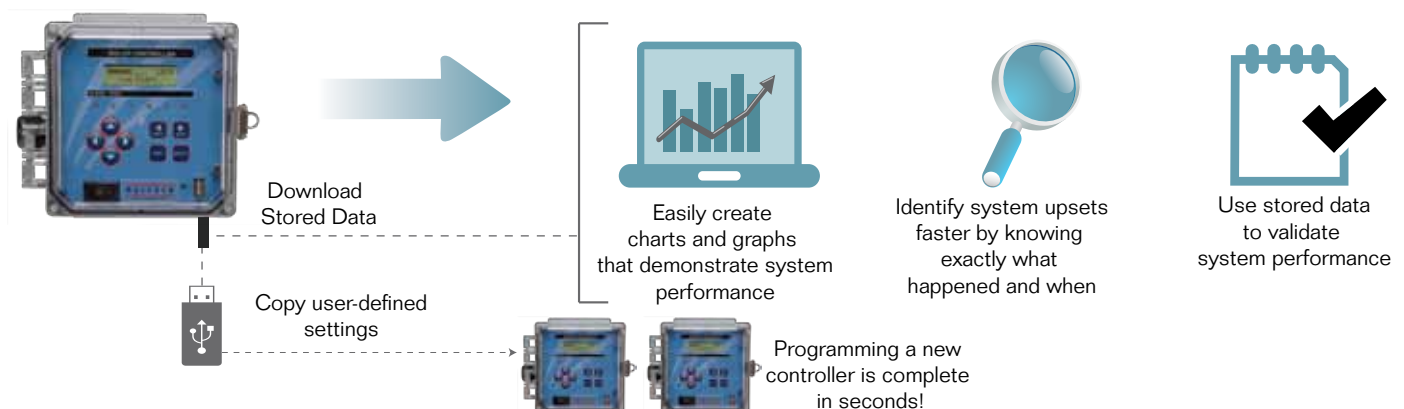 Download
Stored Data
Easily create
charts and graphs
that demonstrate system
performance
Identify system upsets
faster by knowing
exactly what
happened and when
Use stored data
to validate
system performance
Copy user-defined
settings
Programming a new
controller is complete
in seconds!